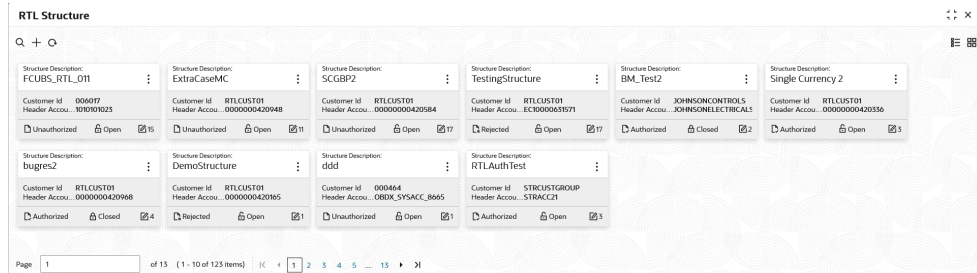 RTL Structure
Structure Description:
FCUBS_RTL_011
Customer Id 006017
Header Accou...1010101023
Unauthorized Open 15
Structure Description:
ExtraCaseMC
Customer Id RTLCUST01
Header Accou...0000000420948
Unauthorized Open 11
Structure Description:
SCGBP2
Customer Id RTLCUST01
Header Accou...0000000420584
Unauthorized Open 17
Structure Description:
TestingStructure
Customer Id RTLCUST01
Header Accou...EC10000631571
Rejected Open 17
Structure Description:
BM_Test2
Customer Id JOHNSONCONTROLS
Header Accou...JOHNSONELECTRICALS
Authorized Closed 2
Structure Description:
Single Currency 2
Customer Id RTLCUST01
Header Accou...0000000420336
Authorized Open 3
Structure Description:
bugres2
Customer Id RTLCUST01
Header Accou...0000000420968
Authorized Closed 4
Structure Description:
DemoStructure
Customer Id RTLCUST01
Header Accou...0000000420165
Rejected Open 1
Structure Description:
ddd
Customer Id 000464
Header Accou...OBDX_SYSACC_8665
Unauthorized Open 1
Structure Description:
RTLAuthTest
Customer Id STRCUSTGROUP
Header Accou...STRACC21
Authorized Open 3
Page 1 of 13 (1 - 10 of 123 items) 1 2 3 4 5 ... 13